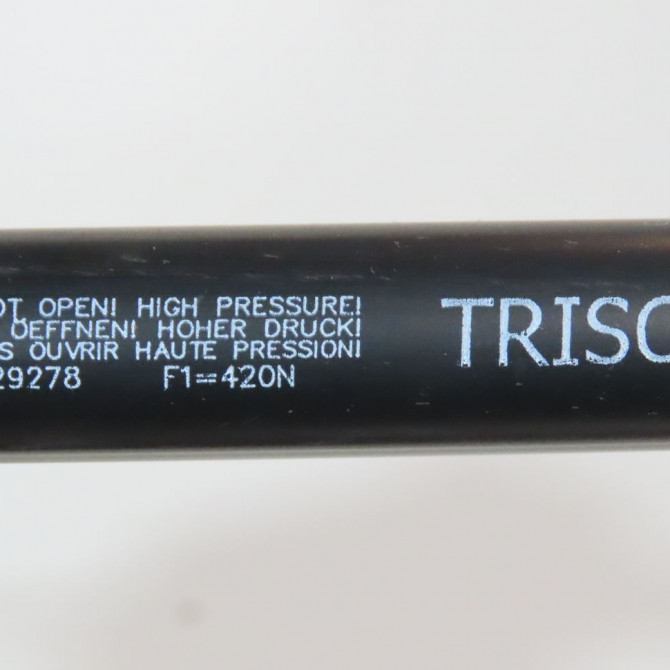 OT OPEN! HIGH PRESSURE!
OEFFNEN! HOHER DRUCK!
S OUVRIR HAUTE PRESSION!
29278 F1=420N
TRISC